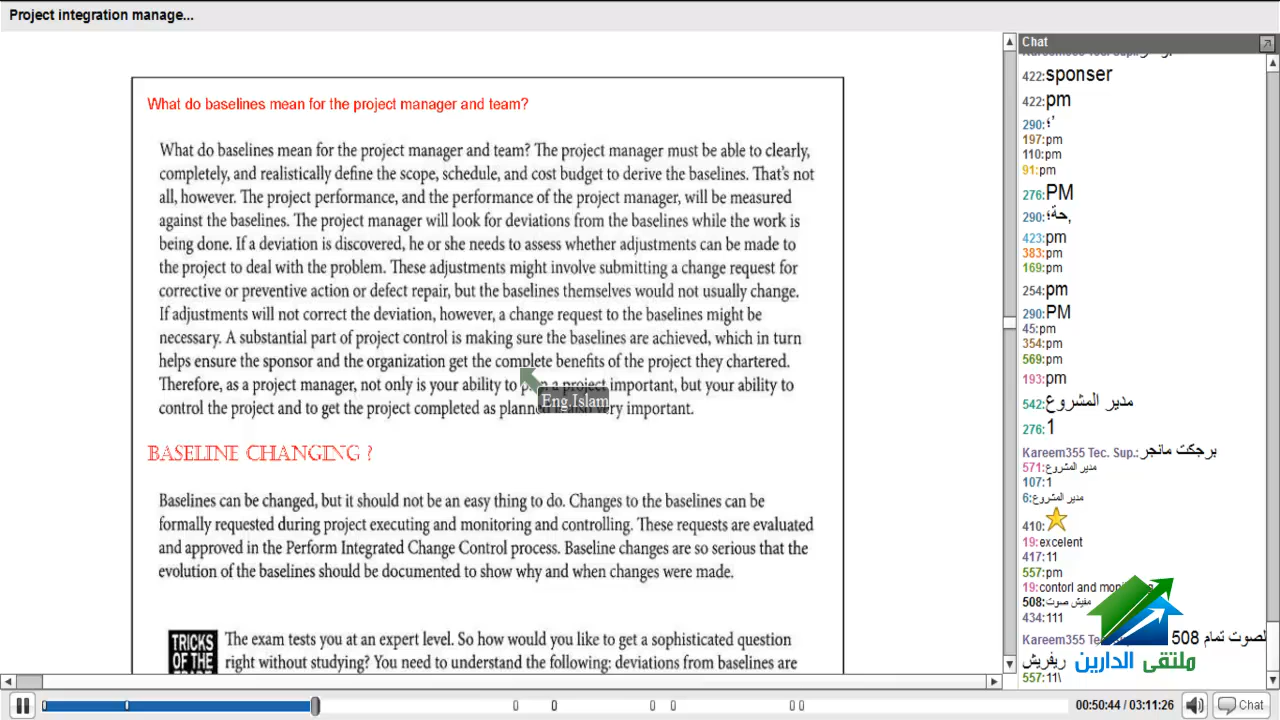 Project integration manage...
What do baselines mean for the project manager and team?
What do baselines mean for the project manager and team? The project manager must be able to clearly,
completely, and realistically define the scope, schedule, and cost budget to derive the baselines. That's not
all, however. The project performance, and the performance of the project manager, will be measured
against the baselines. The project manager will look for deviations from the baselines while the work is
being done. If a deviation is discovered, he or she needs to assess whether adjustments can be made to
the project to deal with the problem. These adjustments might involve submitting a change request for
corrective or preventive action or defect repair, but the baselines themselves would not usually change.
If adjustments will not correct the deviation, however, a change request to the baselines might be
necessary. A substantial part of project control is making sure the baselines are achieved, which in turn
helps ensure the sponsor and the organization get the complete benefits of the project they chartered.
Therefore, as a project manager, not only is your ability to a project important, but your ability to
Eng.Islam
control the project and to get the project completed as very important.
BASELINE CHANGING ?
Baselines can be changed, but it should not be an easy thing to do. Changes to the baselines can be
formally requested during project executing and monitoring and controlling. These requests are evaluated
and approved in the Perform Integrated Change Control process. Baseline changes are so serious that the
evolution of the baselines should be documented to show why and when changes were made.
TRICKS
OF THE
The exam tests you at an expert level. So how would you like to get a sophisticated question
right without studying? You need to understand the following: deviations from baselines are
Chat
422:sponser
422:pm
290:؛'
197:pm
110:pm
91:pm
276:PM
290:حة؛,
423:pm
383:pm
169:pm
254:pm
290:PM
45:pm
354:pm
569:pm
193:pm
542:مدير المشروع
276:1
Kareem355 Tec. Sup.:برجكت مانجر
571:مدير المشروع
107:1
6:مدير المشروع
410:
19:excelent
417:11
557:pm
19:contorl and mon
508:مفيش صوت
434:111
Kareem355 Tec. Sup لصوت تمام 508
ريفريش
557:11\
ملتقى الدارين
00:50:44 / 03:11:26
Chat